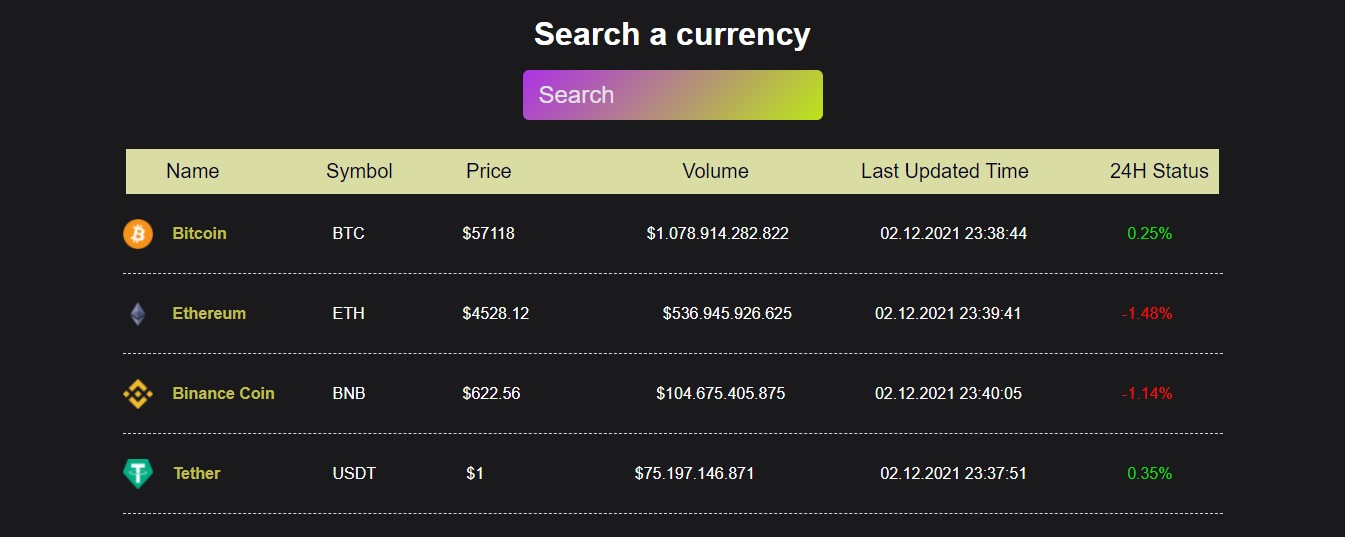 Search a currency
Search
Name Symbol Price Volume Last Updated Time 24H Status
Bitcoin BTC $57118 $1.078.914.282.822 02.12.2021 23:38:44 0.25%
Ethereum ETH $4528.12 $536.945.926.625 02.12.2021 23:39:41 -1.48%
Binance Coin BNB $622.56 $104.675.405.875 02.12.2021 23:40:05 -1.14%
Tether USDT $1 $75.197.146.871 02.12.2021 23:37:51 0.35%